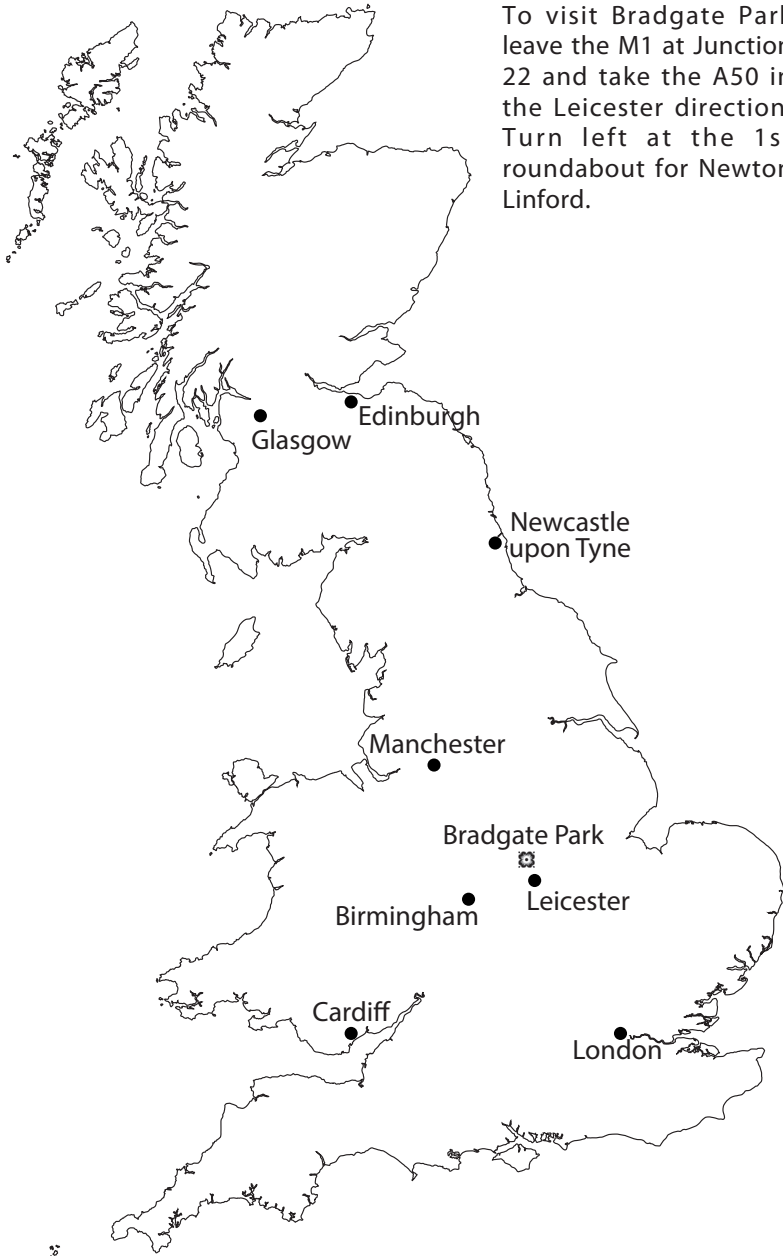 To visit Bradgate Park
leave the M1 at Junction
22 and take the A50 in
the Leicester direction
Turn left at the 1s
roundabout for Newton
Linford.
Edinburgh
Glasgow
Newcastle
upon Tyne
Manchester
Bradgate Park
Leicester
Birmingham
Cardiff
London